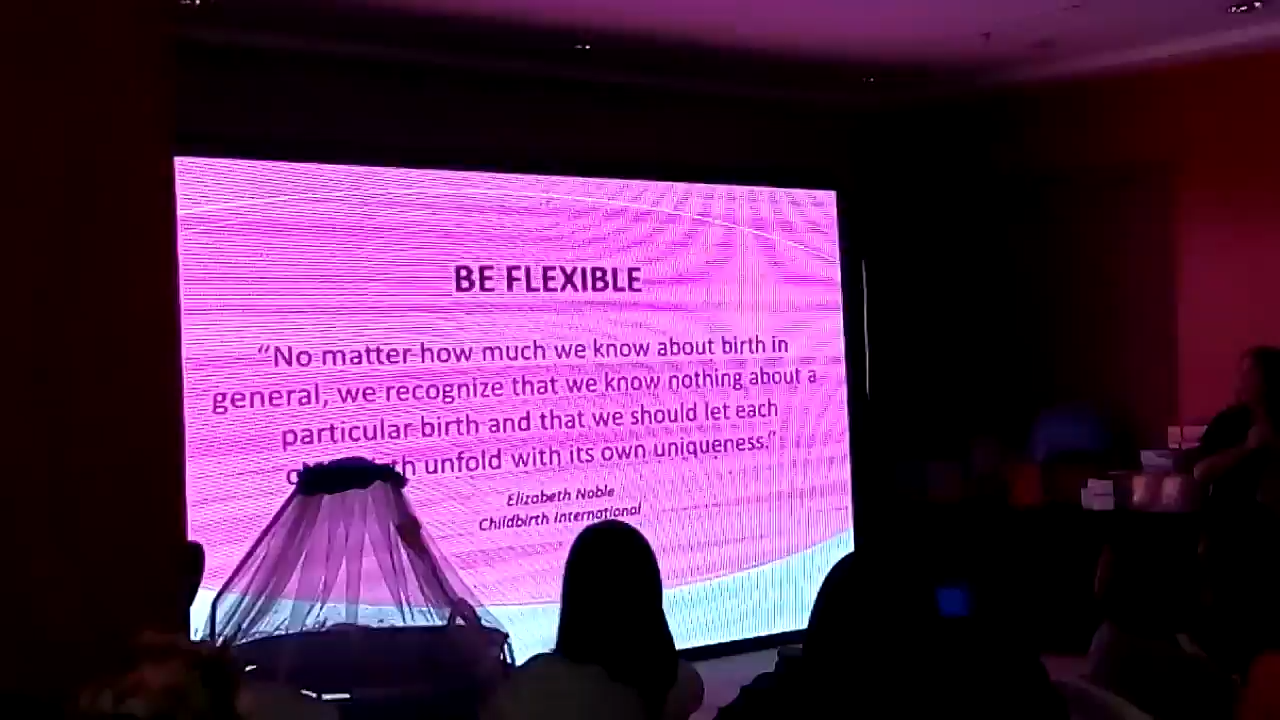 BE FLEXIBLE
“No matter how much we know about birth in
general, we recognize that we know nothing about a
particular birth and that we should let each
unfold with its own uniqueness.”
Elizabeth Noble
Childbirth International